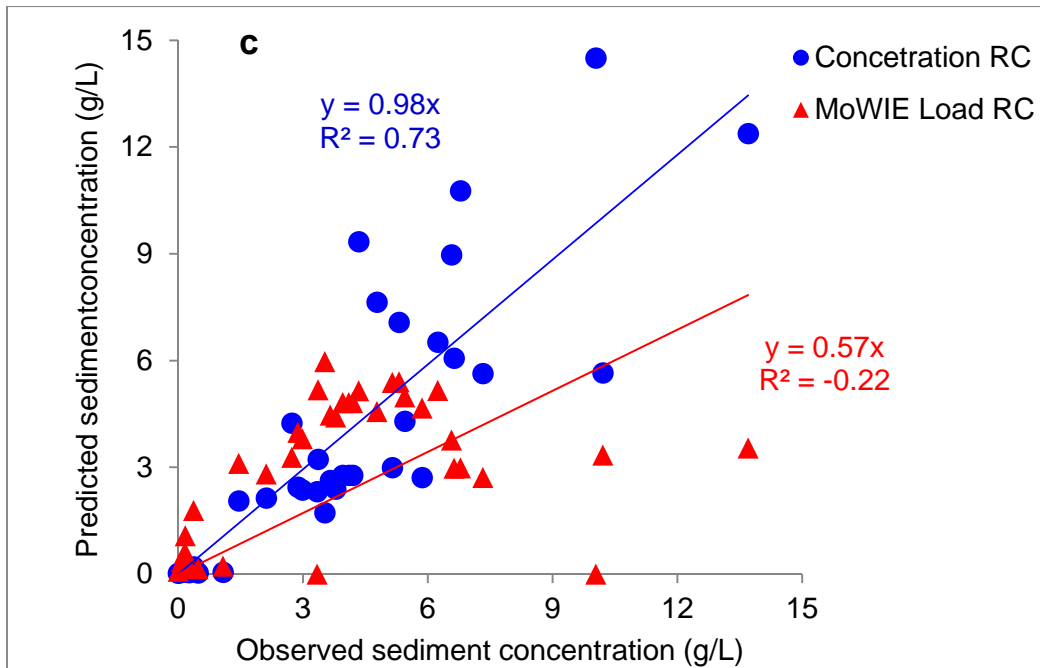 c
Concetration RC
MoWIE Load RC
y = 0.98x
R² = 0.73
y = 0.57x
R² = -0.22
Predicted sedimentconcentration (g/L)
15
12
9
6
3
0
0 3 6 9 12 15
Observed sediment concentration (g/L)